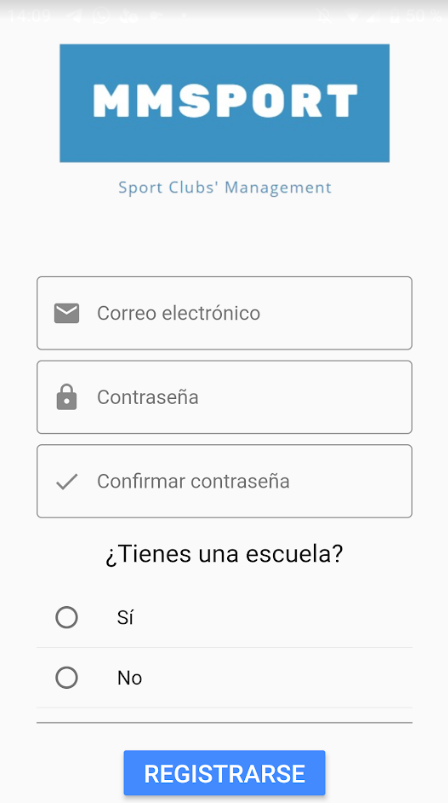 MMSPORT
Sport Clubs' Management
Correo electrónico
Contraseña
Confirmar contraseña
¿Tienes una escuela?
Sí
No
REGISTRARSE